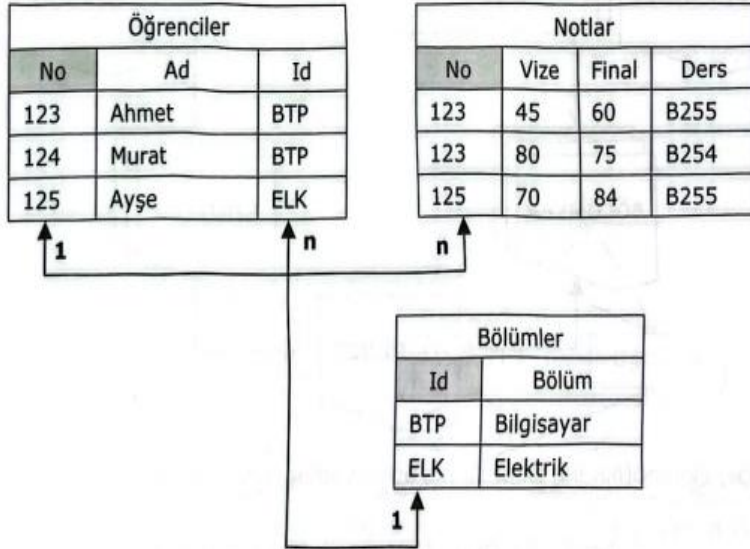 Öğrenciler
No Ad Id
123 Ahmet BTP
124 Murat BTP
125 Ayşe ELK
Notlar
No Vize Final Ders
123 45 60 B255
123 80 75 B254
125 70 84 B255
1 n n
Bölümler
Id Bölüm
BTP Bilgisayar
ELK Elektrik
1